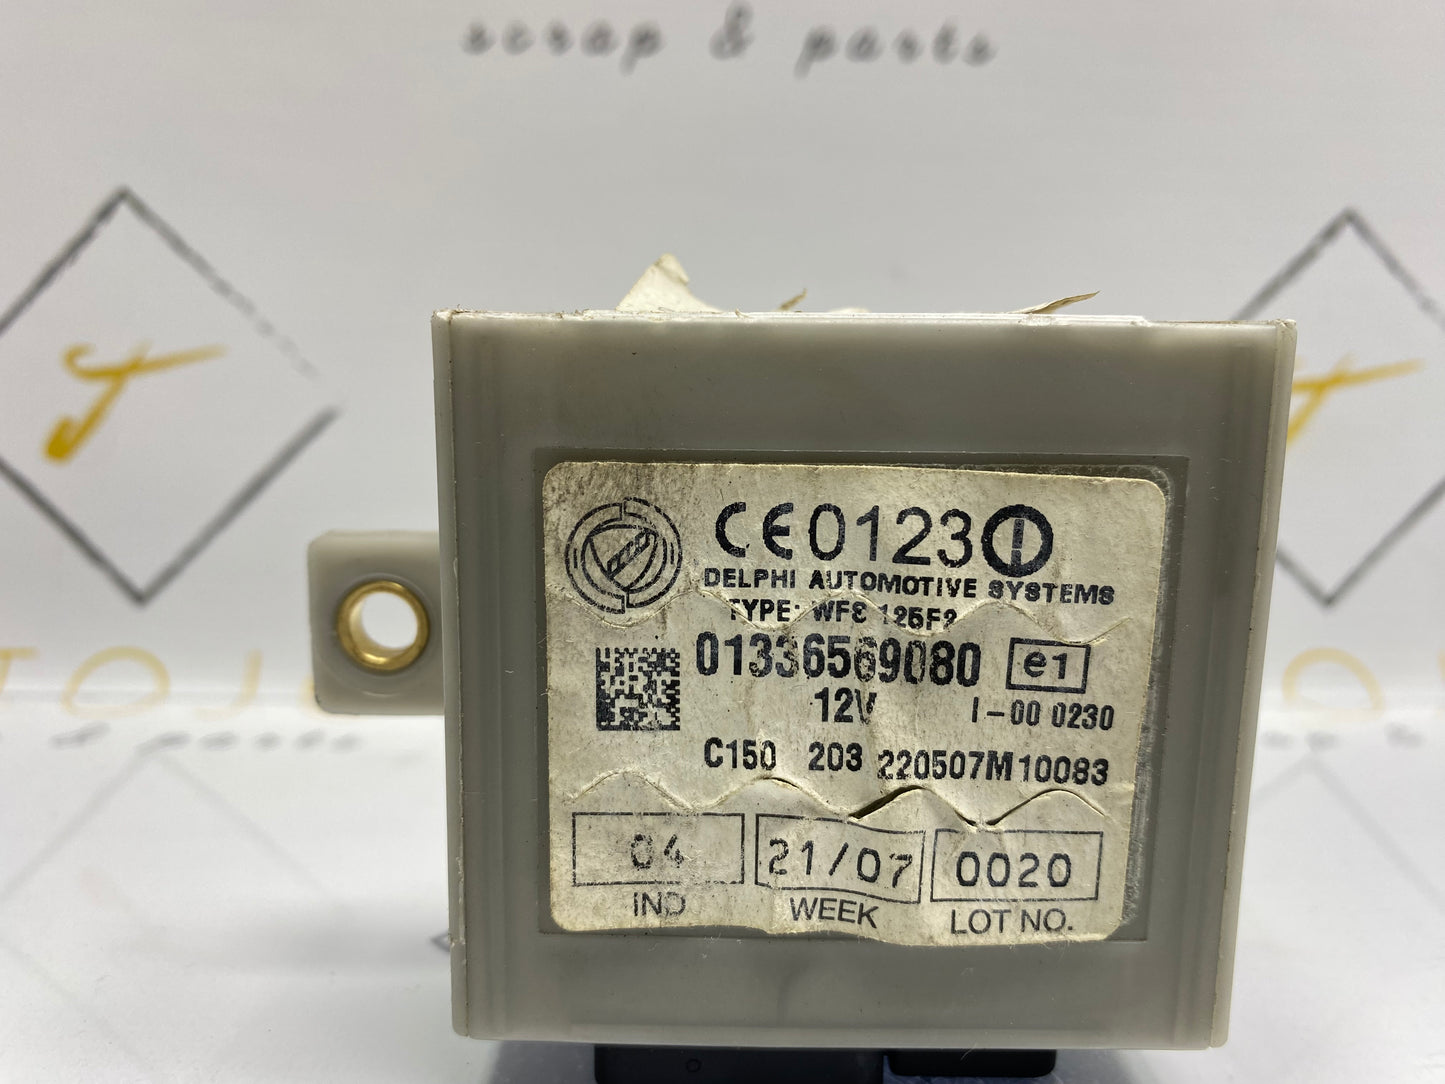 scrap & parts
CE0123
DELPHI AUTOMOTIVE SYSTEMS
TYPE: WFS 125F2
01336569080 e1
12V I-00 0230
C150 203 220507M10083
04 21/07 0020
IND WEEK LOT NO.